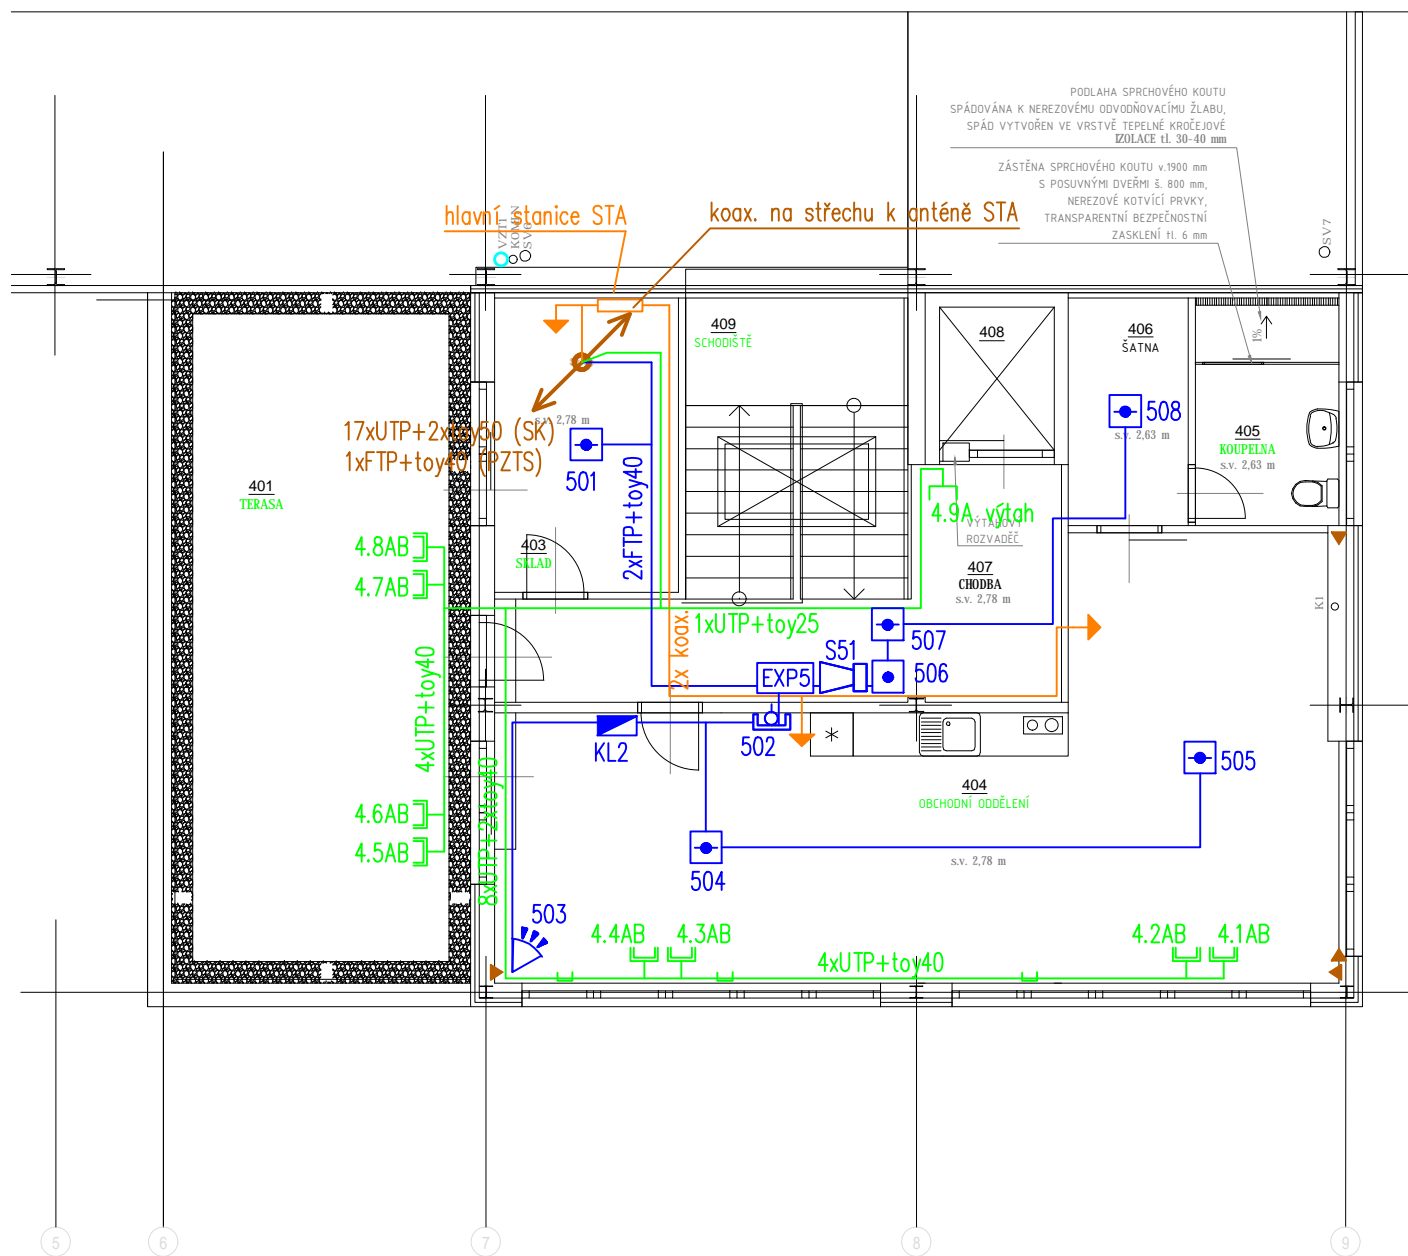 PODLAHA SPRCHOVÉHO KOUTU
SPÁDOVÁNA K NEREZOVÉMU ODVODŇOVACÍMU ŽLABU,
SPÁD VYTVOŘEN VE VRSTVĚ TEPELNÉ KROČEJOVÉ
IZOLACE tl. 30-40 mm
ZÁSTĚNA SPRCHOVÉHO KOUTU v.1900 mm
S POSUVNÝMI DVEŘMI š. 800 mm,
NEREZOVÉ KOTVÍCÍ PRVKY,
TRANSPARENTNÍ BEZPEČNOSTNÍ
ZASKLENÍ tl. 6 mm
hlavní stanice STA
koax. na střechu k anténě STA
VZT1
SV6
SV7
409
SCHODIŠTĚ
408
406
ŠATNA
1%
508
s.v. 2,63 m
405
KOUPELNA
s.v. 2,63 m
s.v. 2,78 m
17xUTP+2xtoy50 (SK)
1xFTP+toy40 (PZTS)
501
2xFTP+toy40
401
TERASA
403
SKLAD
4.9A výtah
VÝTAHOVÝ
ROZVADĚČ
407
CHODBA
s.v. 2,78 m
4.8AB
4.7AB
K1
1xUTP+toy25
2x koax.
507
S51
506
EXP5
4xUTP+toy40
KL2
502
505
404
OBCHODNÍ ODDĚLENÍ
8xUTP+2xtoy40
4.6AB
4.5AB
s.v. 2,78 m
504
503
4.4AB
4.3AB
4xUTP+toy40
4.2AB
4.1AB
5
6
7
8
9